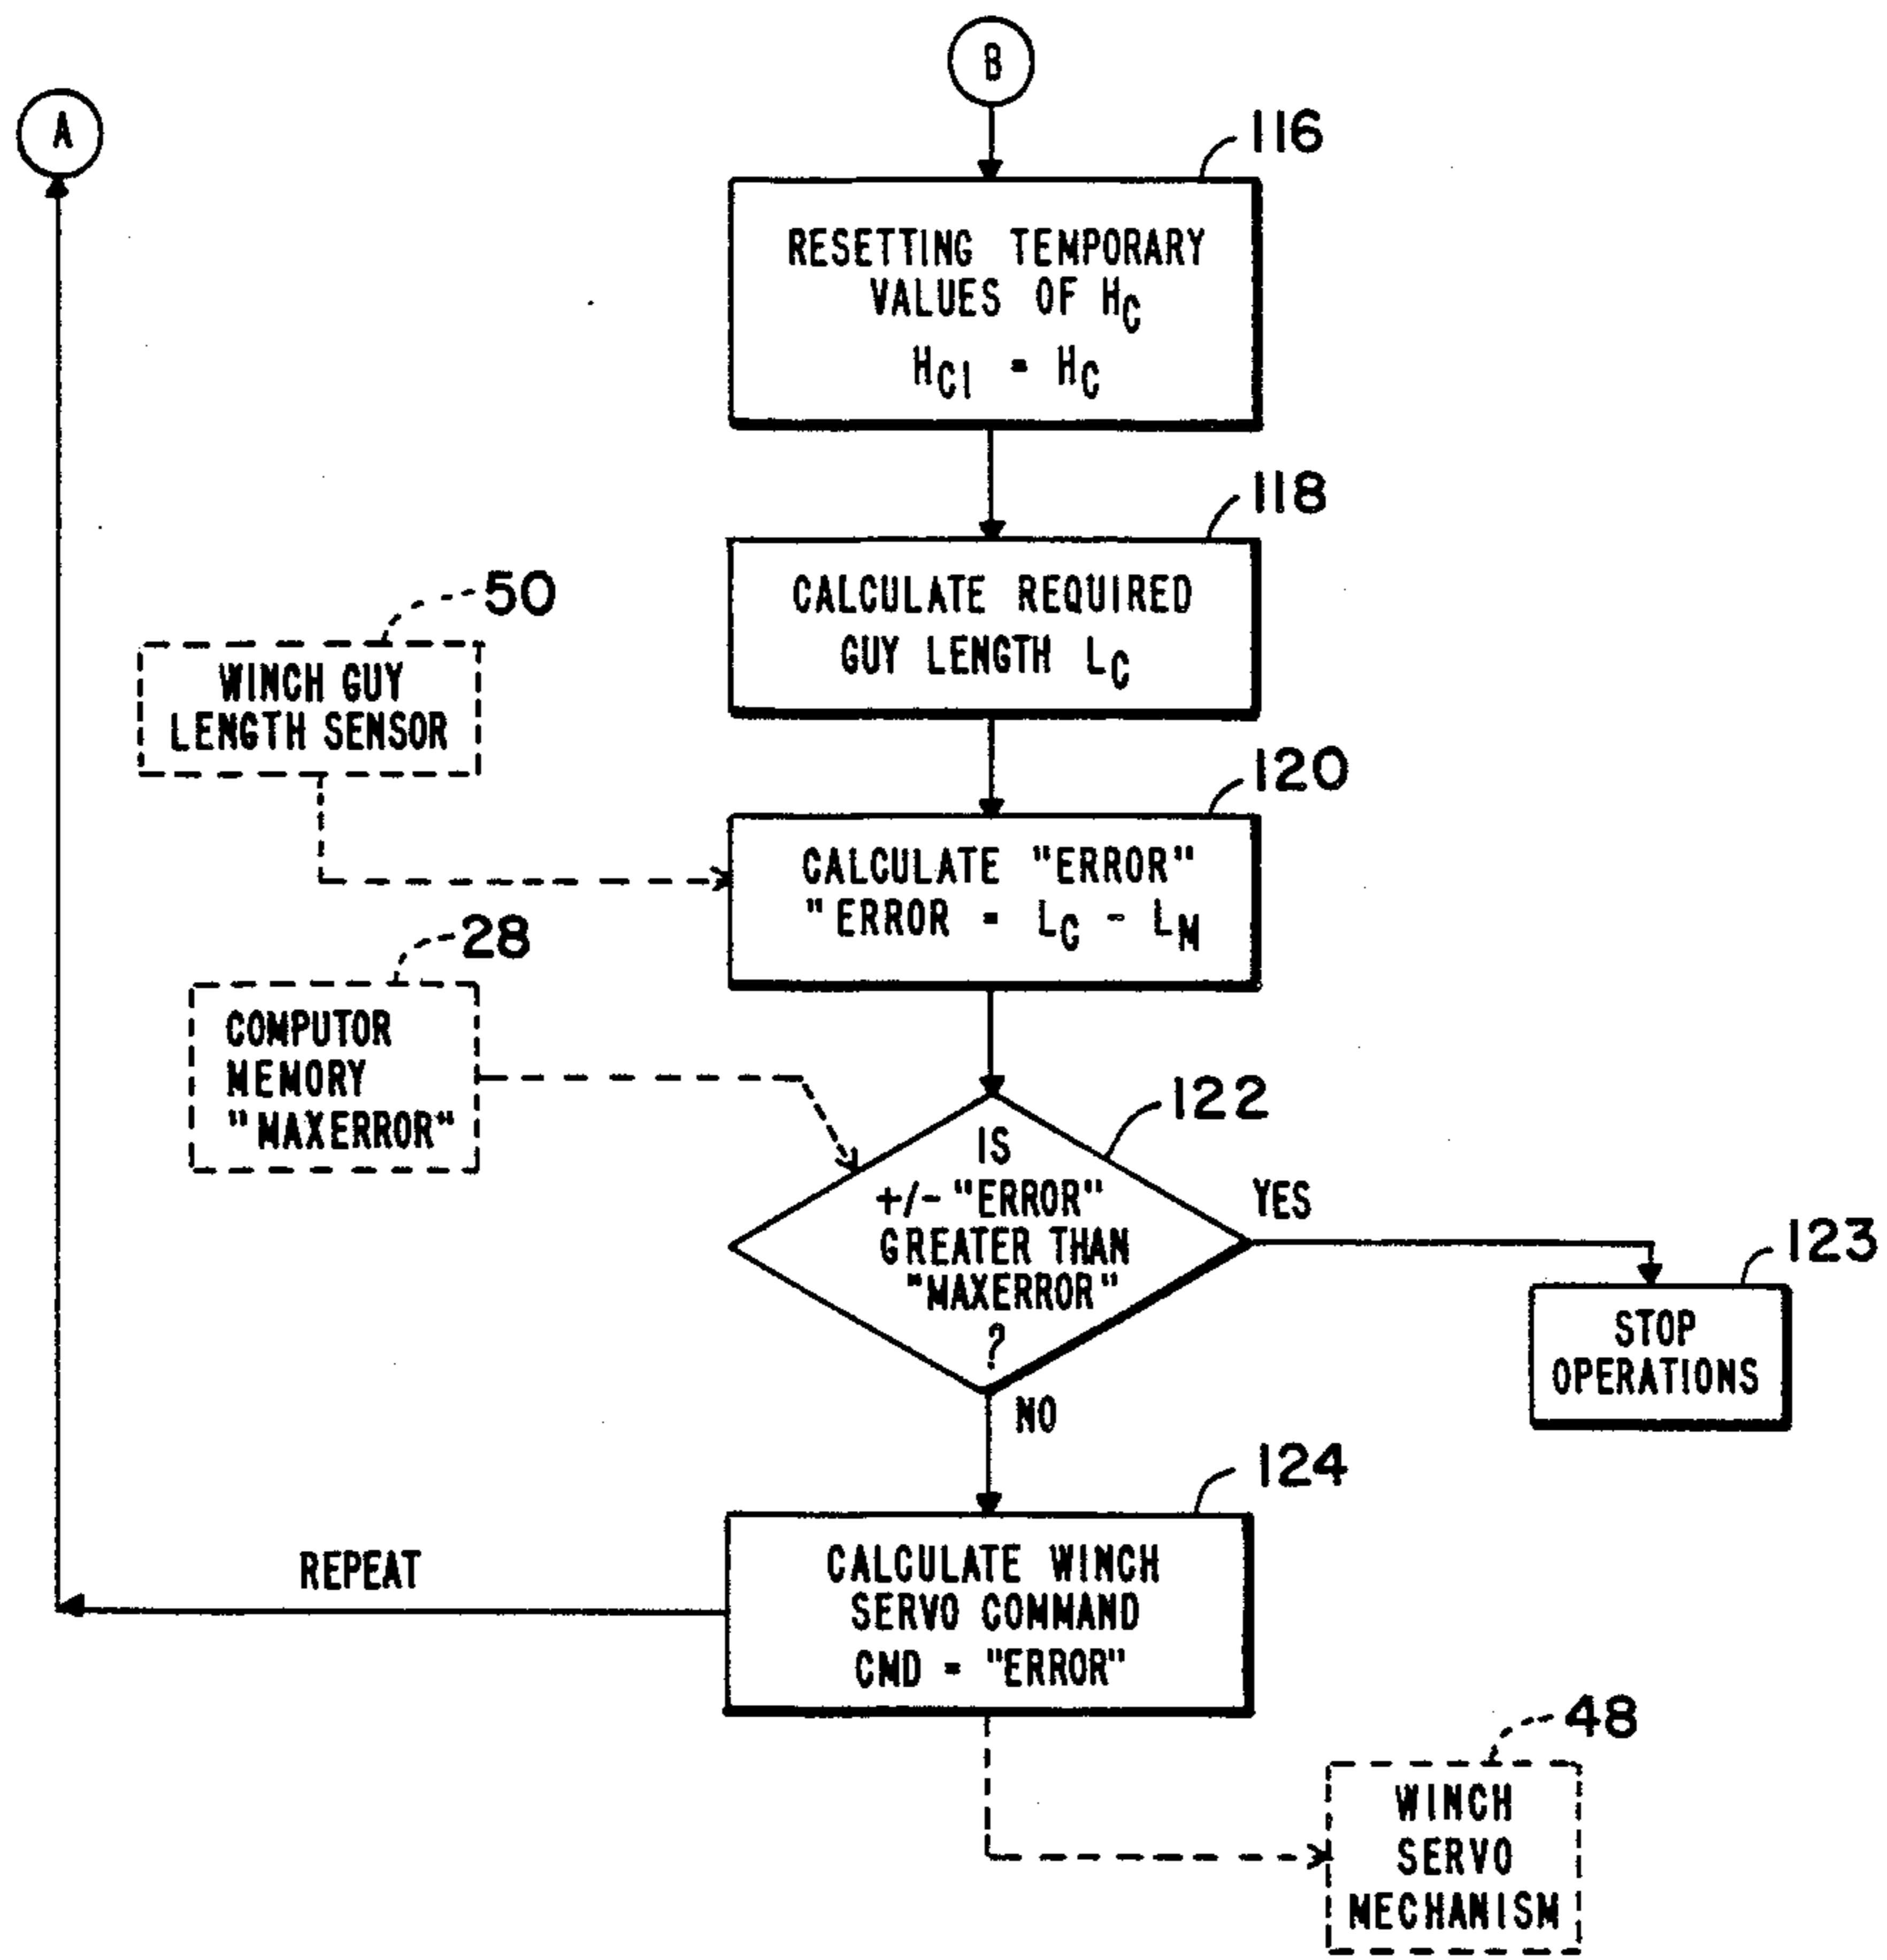 B
A
116
RESETTING TEMPORARY
VALUES OF HC
HC1 = HC
118
CALCULATE REQUIRED
GUY LENGTH LC
50
WINCH GUY
LENGTH SENSOR
120
CALCULATE "ERROR"
"ERROR = LC - LM
28
COMPUTOR
MEMORY
"MAXERROR"
122
IS
+/- "ERROR"
GREATER THAN
"MAXERROR"
?
YES
123
STOP
OPERATIONS
NO
124
CALCULATE WINCH
SERVO COMMAND
CMD = "ERROR"
REPEAT
48
WINCH
SERVO
MECHANISM